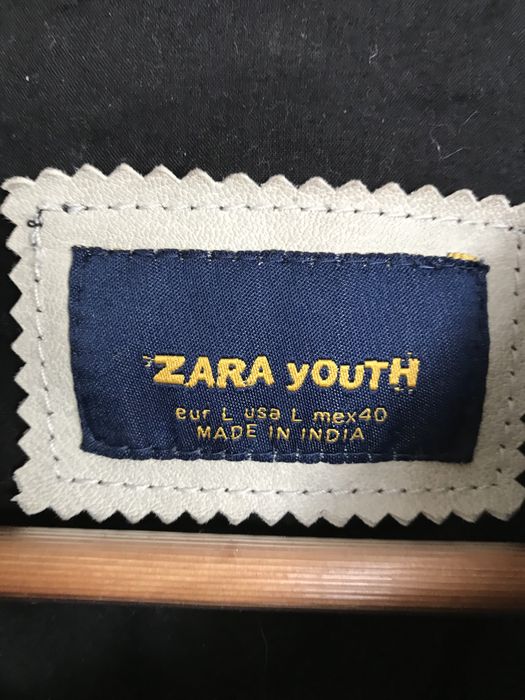 ZARA YOUTH
eur L usa L mex40
MADE IN INDIA